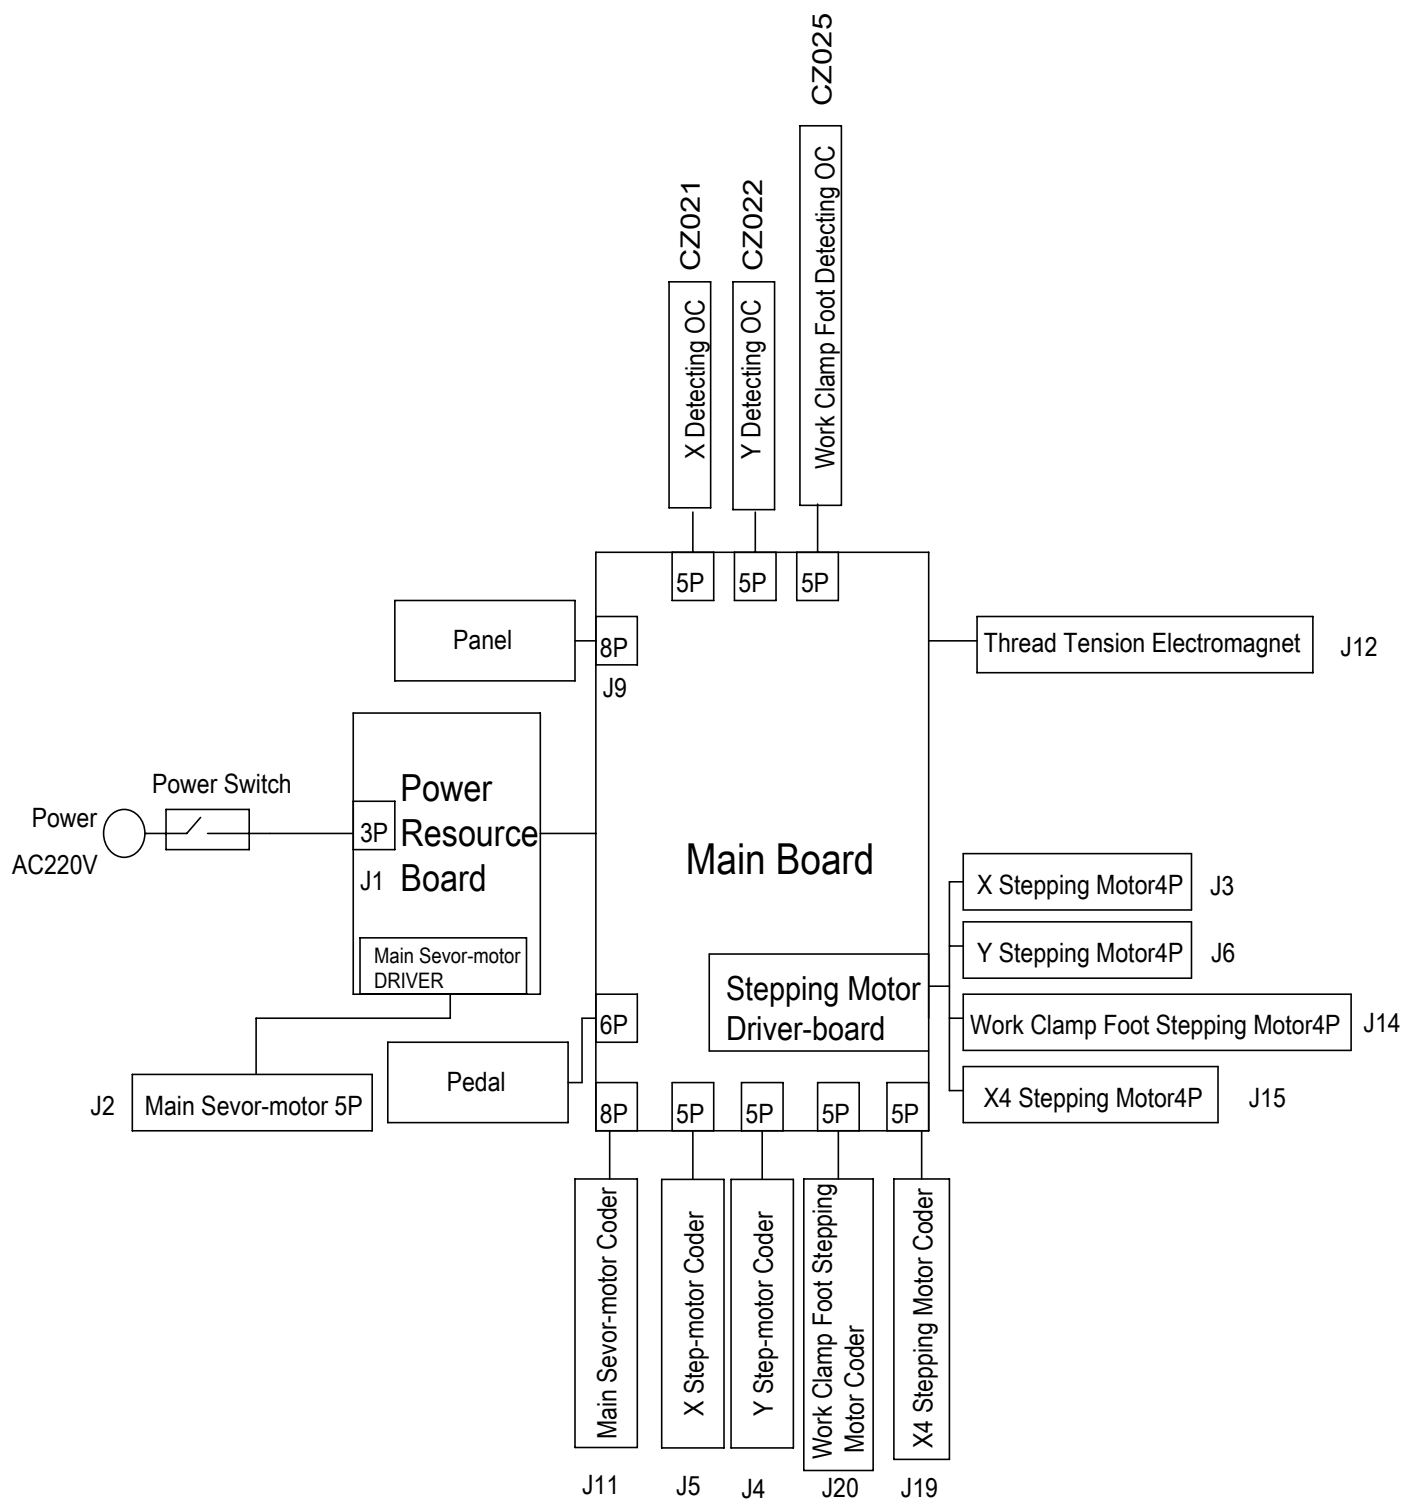 CZ025
CZ021
CZ022
X Detecting OC
Y Detecting OC
Work Clamp Foot Detecting OC
5P
5P
5P
Panel
8P
J9
Thread Tension Electromagnet
J12
Power Switch
Power
AC220V
3P
J1
Power
Resource
Board
Main Board
Main Sevor-motor
DRIVER
X Stepping Motor4P
J3
Y Stepping Motor4P
J6
Stepping Motor
Driver-board
Work Clamp Foot Stepping Motor4P
J14
X4 Stepping Motor4P
J15
6P
Pedal
J2
Main Sevor-motor 5P
8P
5P
5P
5P
5P
Main Sevor-motor Coder
X Step-motor Coder
Y Step-motor Coder
Work Clamp Foot Stepping
Motor Coder
X4 Stepping Motor Coder
J11
J5
J4
J20
J19